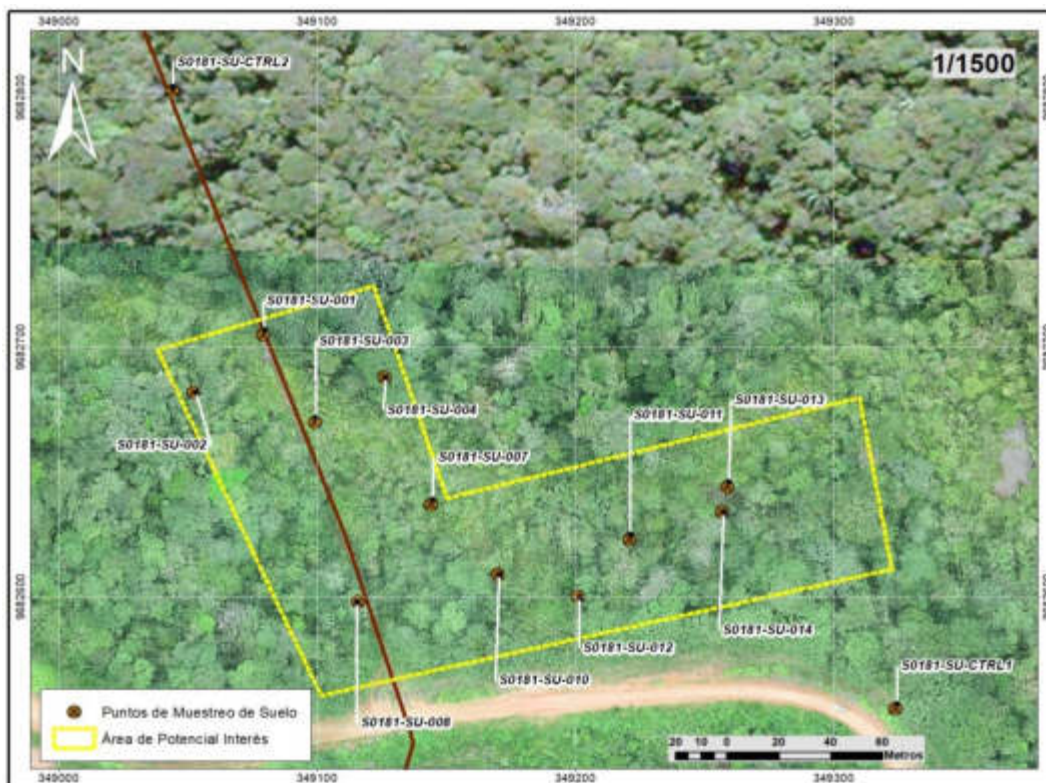 349000 349100 349200 349300
1/1500
N
S0181-SU-CTRL2
9682800
S0181-SU-001
S0181-SU-003
9682700
S0181-SU-004
S0181-SU-002
S0181-SU-007
S0181-SU-011
S0181-SU-013
9682600
S0181-SU-014
S0181-SU-012
S0181-SU-010
S0181-SU-CTRL1
Puntos de Muestreo de Suelo
Área de Potencial Interés
20 10 0 20 40 60
Metros
349000 349100 349200 349300